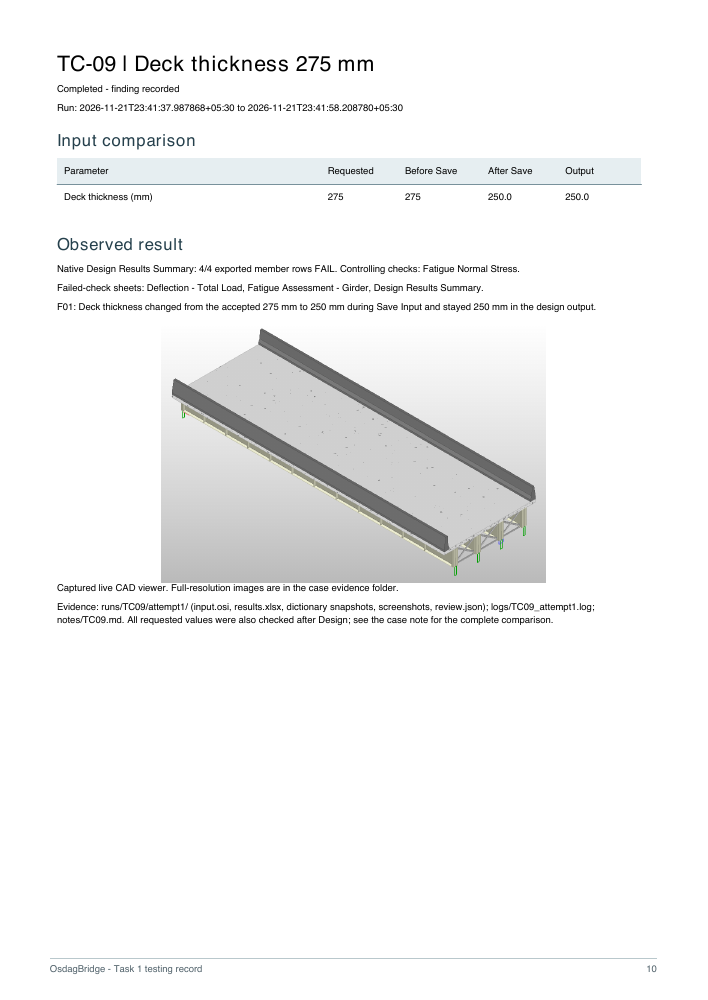 TC-09 | Deck thickness 275 mm
Completed - finding recorded
Run: 2026-11-21T23:41:37.987868+05:30 to 2026-11-21T23:41:58.208780+05:30
Input comparison
Parameter Requested Before Save After Save Output
Deck thickness (mm) 275 275 250.0 250.0
Observed result
Native Design Results Summary: 4/4 exported member rows FAIL. Controlling checks: Fatigue Normal Stress.
Failed-check sheets: Deflection - Total Load, Fatigue Assessment - Girder, Design Results Summary.
F01: Deck thickness changed from the accepted 275 mm to 250 mm during Save Input and stayed 250 mm in the design output.
Captured live CAD viewer. Full-resolution images are in the case evidence folder.
Evidence: runs/TC09/attempt1/ (input.osi, results.xlsx, dictionary snapshots, screenshots, review.json); logs/TC09_attempt1.log;
notes/TC09.md. All requested values were also checked after Design; see the case note for the complete comparison.
OsdagBridge - Task 1 testing record 10